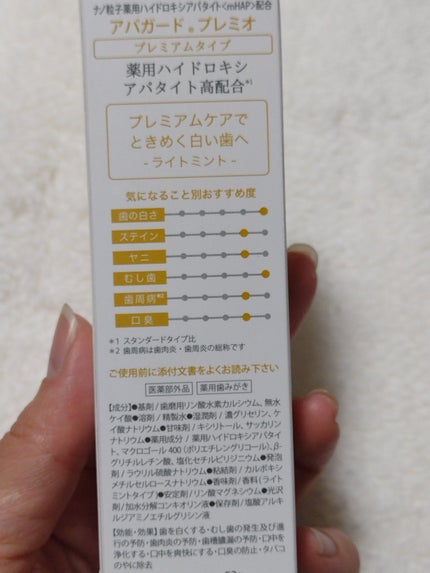 ナノ粒子薬用ハイドロキシアパタイト<mHAP>配合
アパガード®プレミオ
プレミアムタイプ
薬用ハイドロキシ
アパタイト高配合*1
プレミアムケアで
ときめく白い歯へ
- ライトミント -
気になること別おすすめ度
歯の白さ
ステイン
ヤニ
むし歯
歯周病*2
口臭
*1 スタンダードタイプ比
*2 歯周病は歯肉炎・歯周炎の総称です
ご使用前に添付文書をよくお読み下さい
医薬部外品 薬用歯みがき
【成分】●基剤/歯磨用リン酸水素カルシウム、無水
ケイ酸●溶剤/精製水●湿潤剤/濃グリセリン、ケ
イ酸ナトリウム●甘味剤/キシリトール、サッカリ
ンナトリウム●薬用成分/薬用ハイドロキシアパタイ
ト、マクロゴール400(ポリエチレングリコール)、β-
グリチルレチン酸、塩化セチルピリジニウム●発泡
剤/ラウリル硫酸ナトリウム●粘結剤/カルボキシ
メチルセルロースナトリウム●香味剤/香料(ライト
ミントタイプ)●安定剤/リン酸マグネシウム●光沢
剤/加水分解コンキオリン液●保存剤/塩酸アルキ
ルジアミノエチルグリシン液
【効能・効果】歯を白くする・むし歯の発生及び進
行の予防・歯肉炎の予防・歯槽膿漏の予防・口中を
浄化する・口中を爽快にする・口臭の防止・タバコ
のやに除去